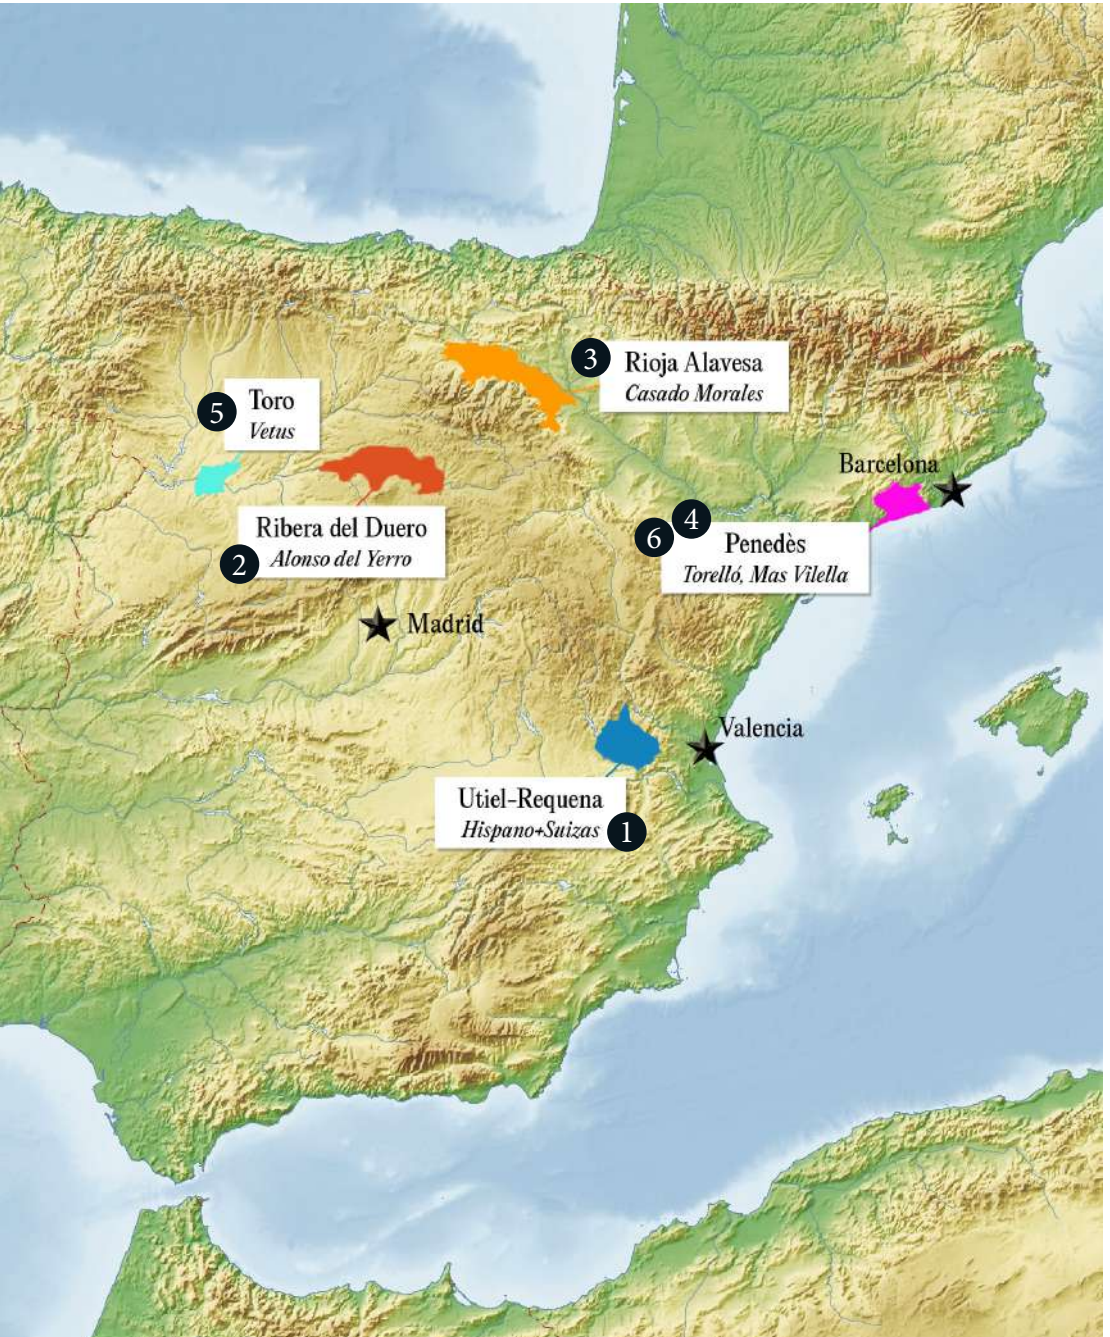 3
Rioja Alavesa
Casado Morales
5
Toro
Vetus
Barcelona
Ribera del Duero
2
Alonso del Yerro
4
6
Penedès
Torelló, Mas Vilella
Madrid
Valencia
Utiel-Requena
Hispano+Suizas
1